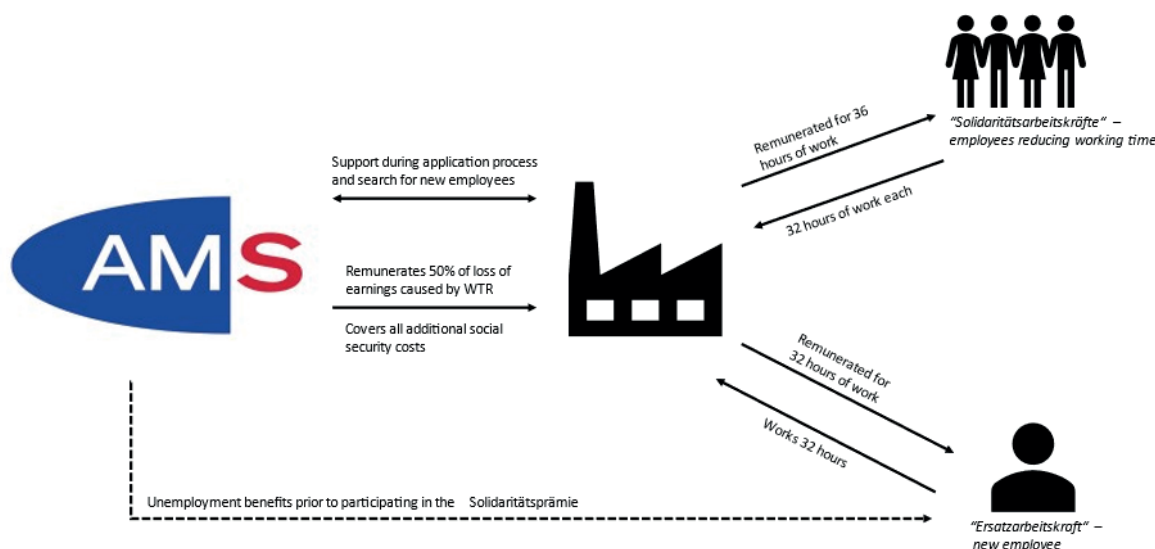 "Solidaritätsarbeitskräfte" –
employees reducing working time
Remunerated for 36
hours of work
32 hours of work each
Support during application process
and search for new employees
AMS
Remunerates 50% of loss of
earnings caused by WTR
Covers all additional social
security costs
Remunerated for
32 hours of work
Works 32 hours
Unemployment benefits prior to participating in the Solidaritätsprämie
"Ersatzarbeitskraft" –
new employee